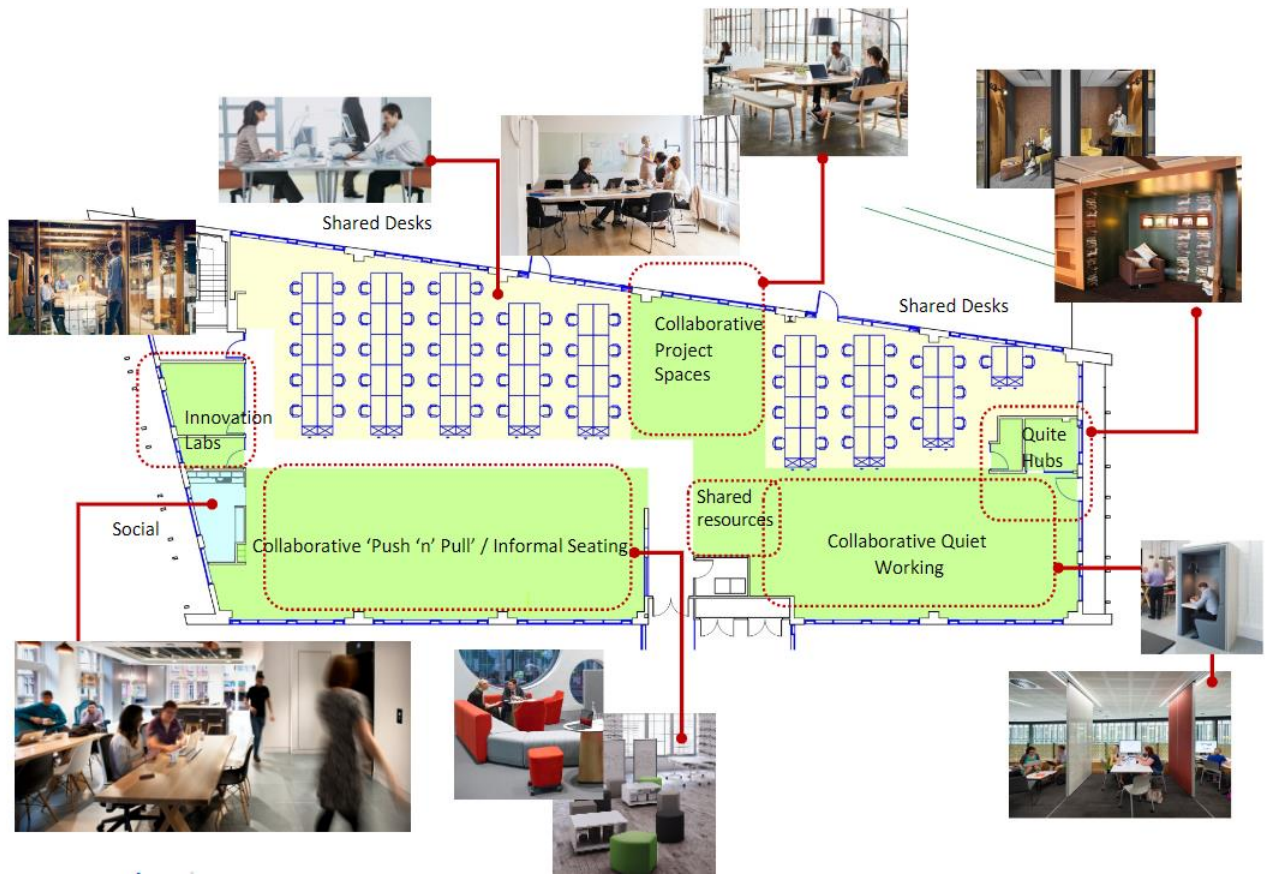 Shared Desks
Shared Desks
Collaborative
Project
Spaces
Innovation
Labs
Quite
Hubs
Shared
resources
Social
Collaborative ‘Push ‘n’ Pull’ / Informal Seating
Collaborative Quiet
Working